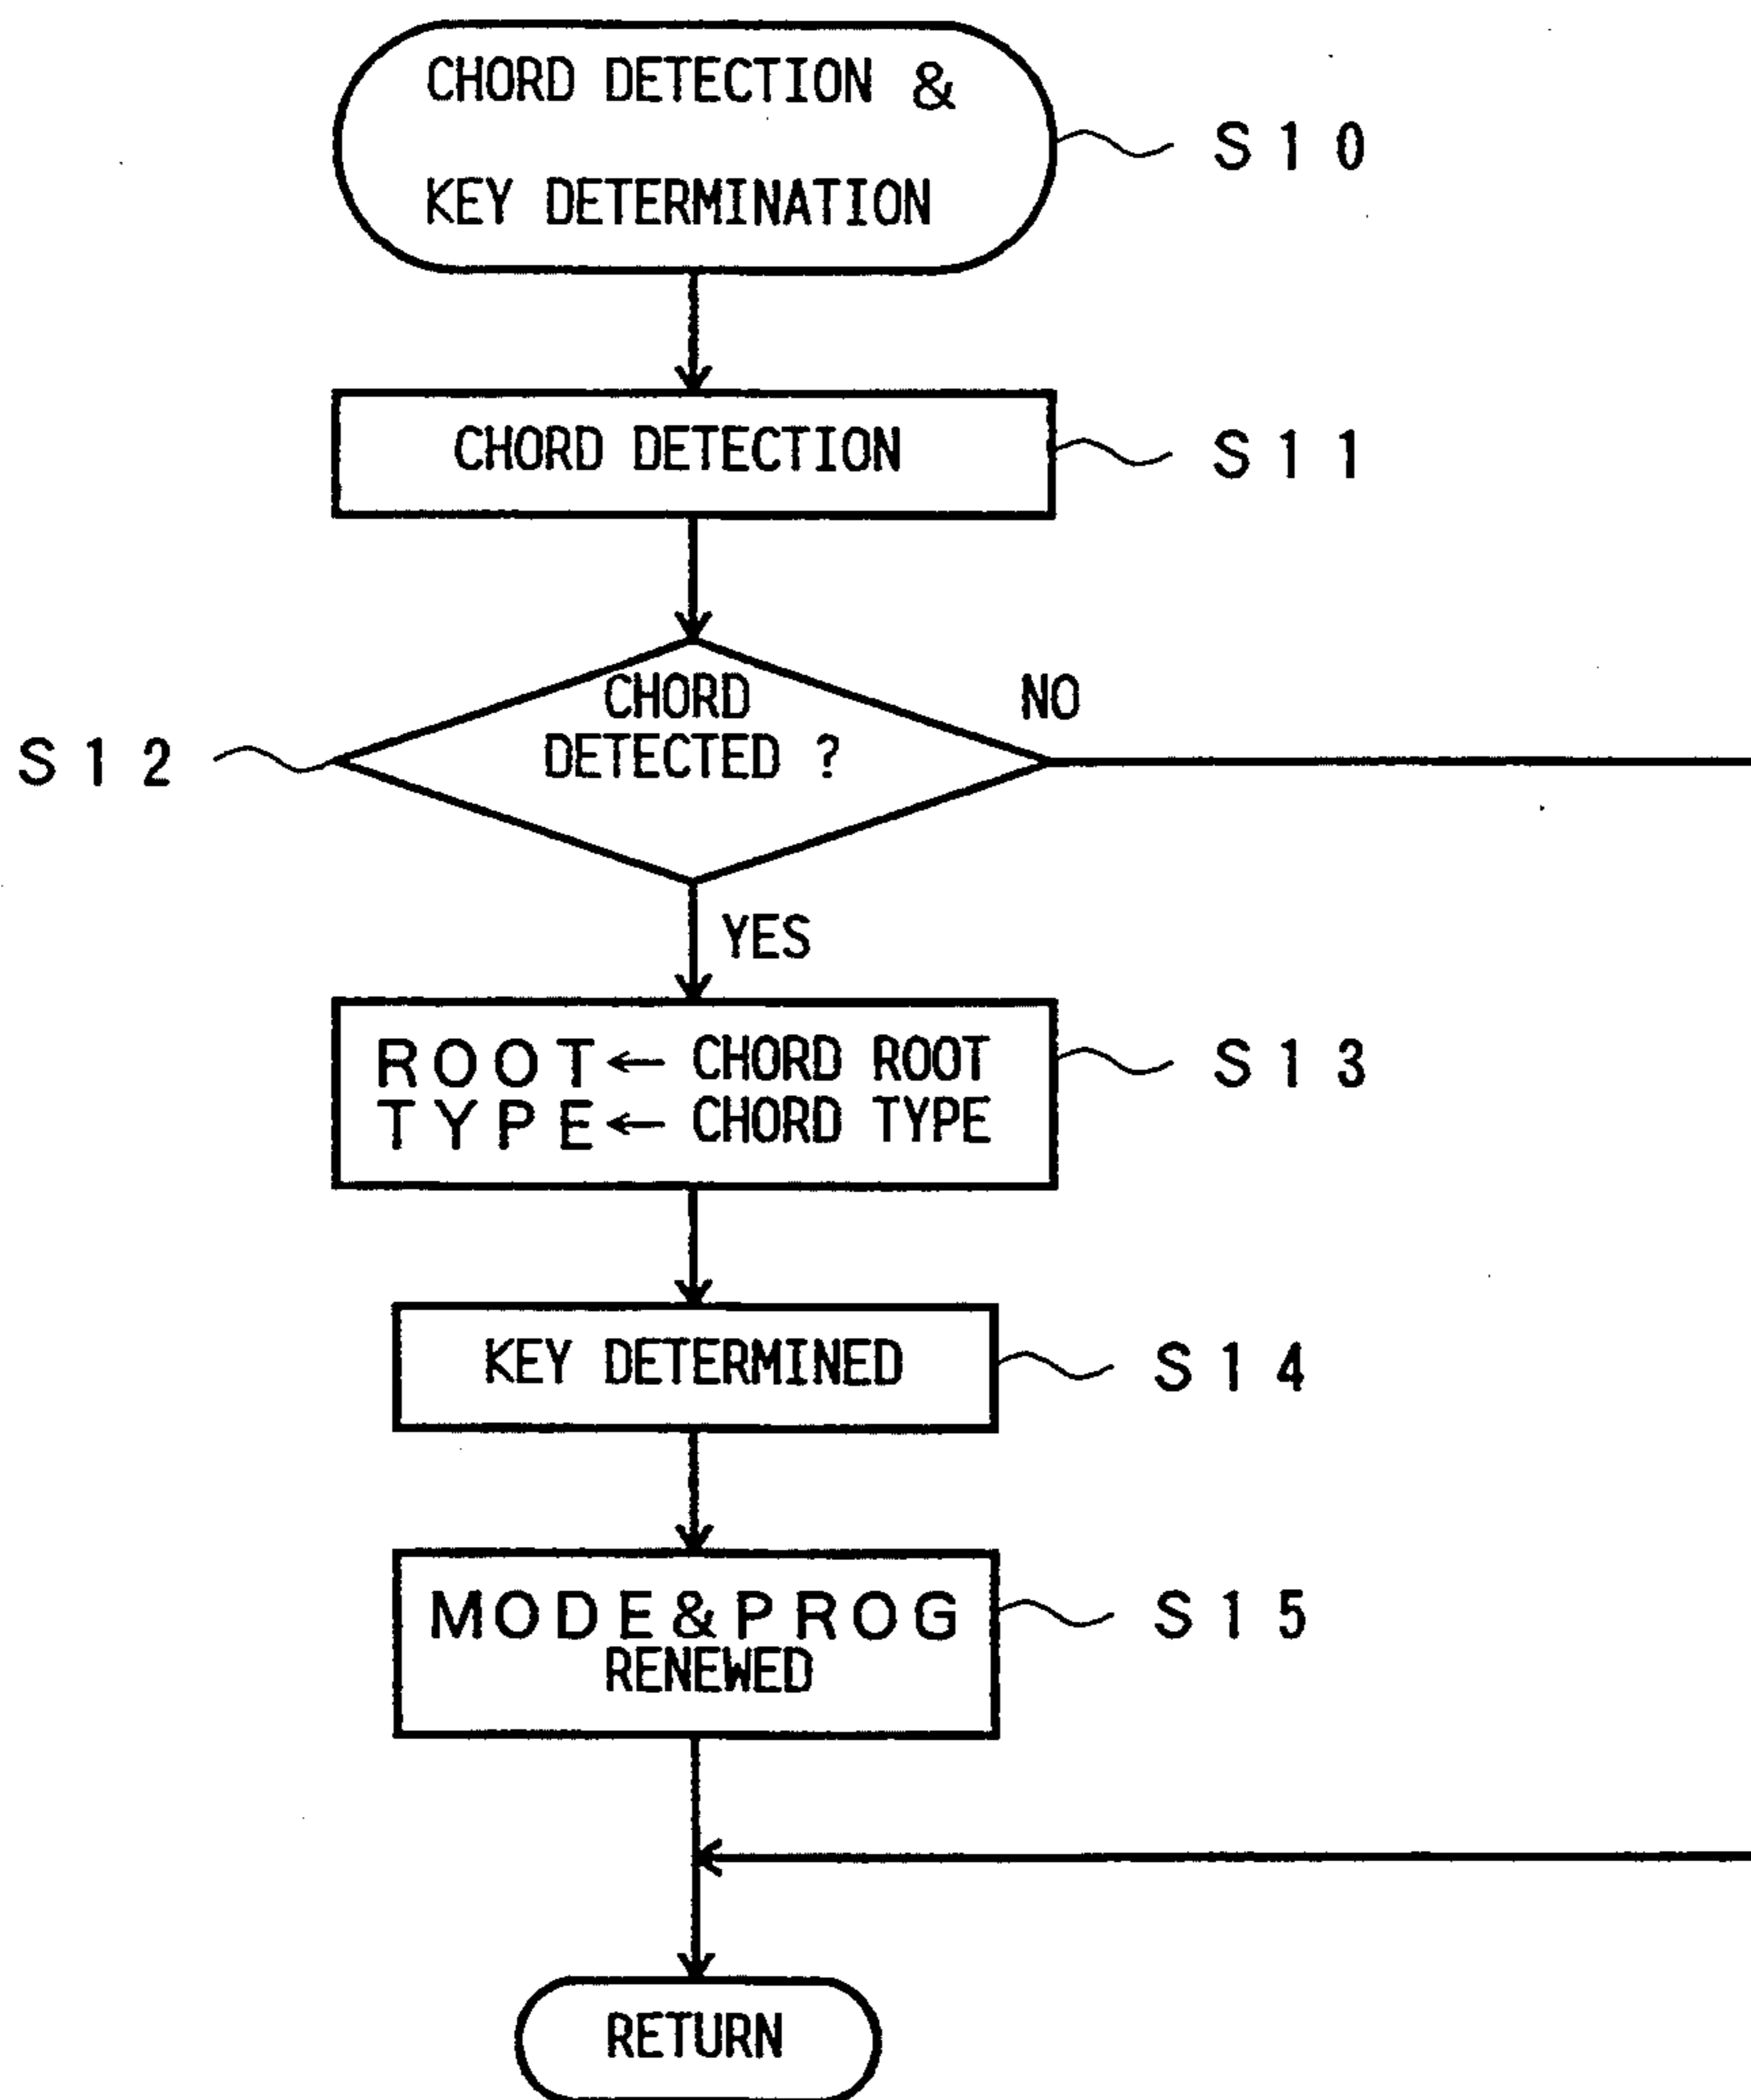 CHORD DETECTION &
KEY DETERMINATION
S10
CHORD DETECTION
S11
CHORD
DETECTED ?
NO
S12
YES
ROOT← CHORD ROOT
TYPE← CHORD TYPE
S13
KEY DETERMINED
S14
MODE&PROG
RENEWED
S15
RETURN